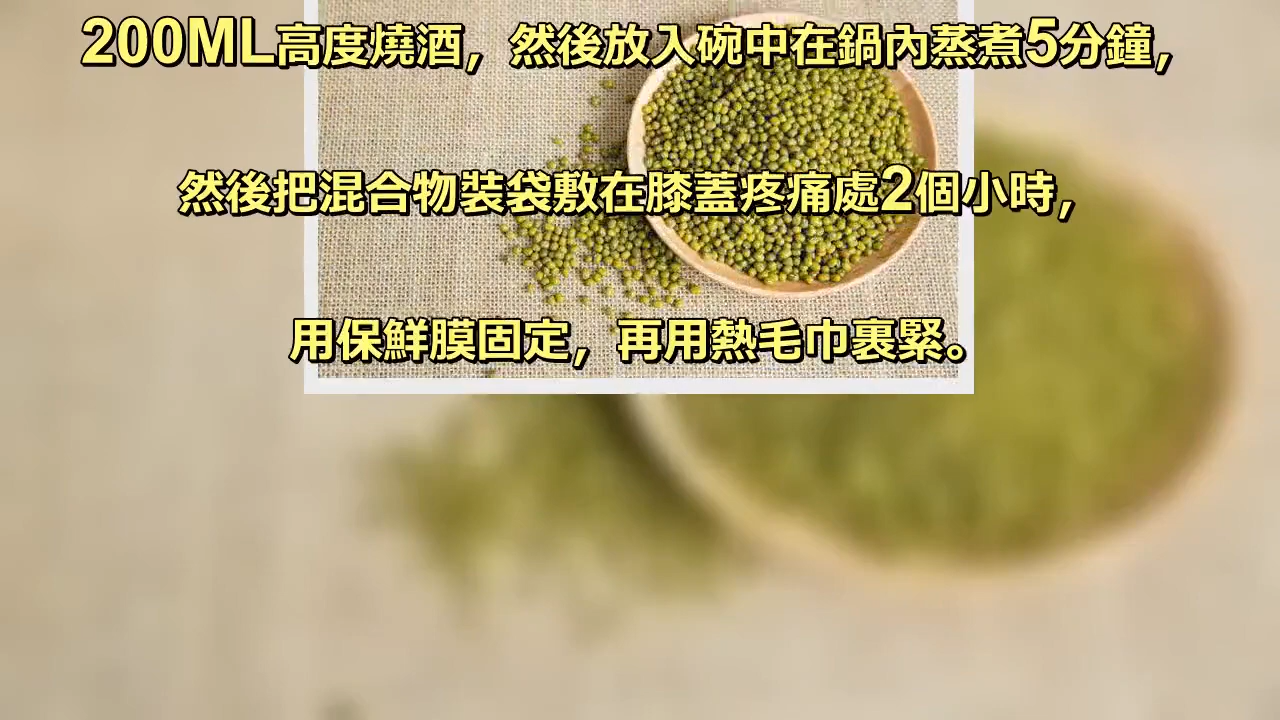 200ML高度燒酒，然後放入碗中在鍋內蒸煮5分鐘，
然後把混合物裝袋敷在膝蓋疼痛處2個小時，
用保鮮膜固定，再用熱毛巾裹緊。